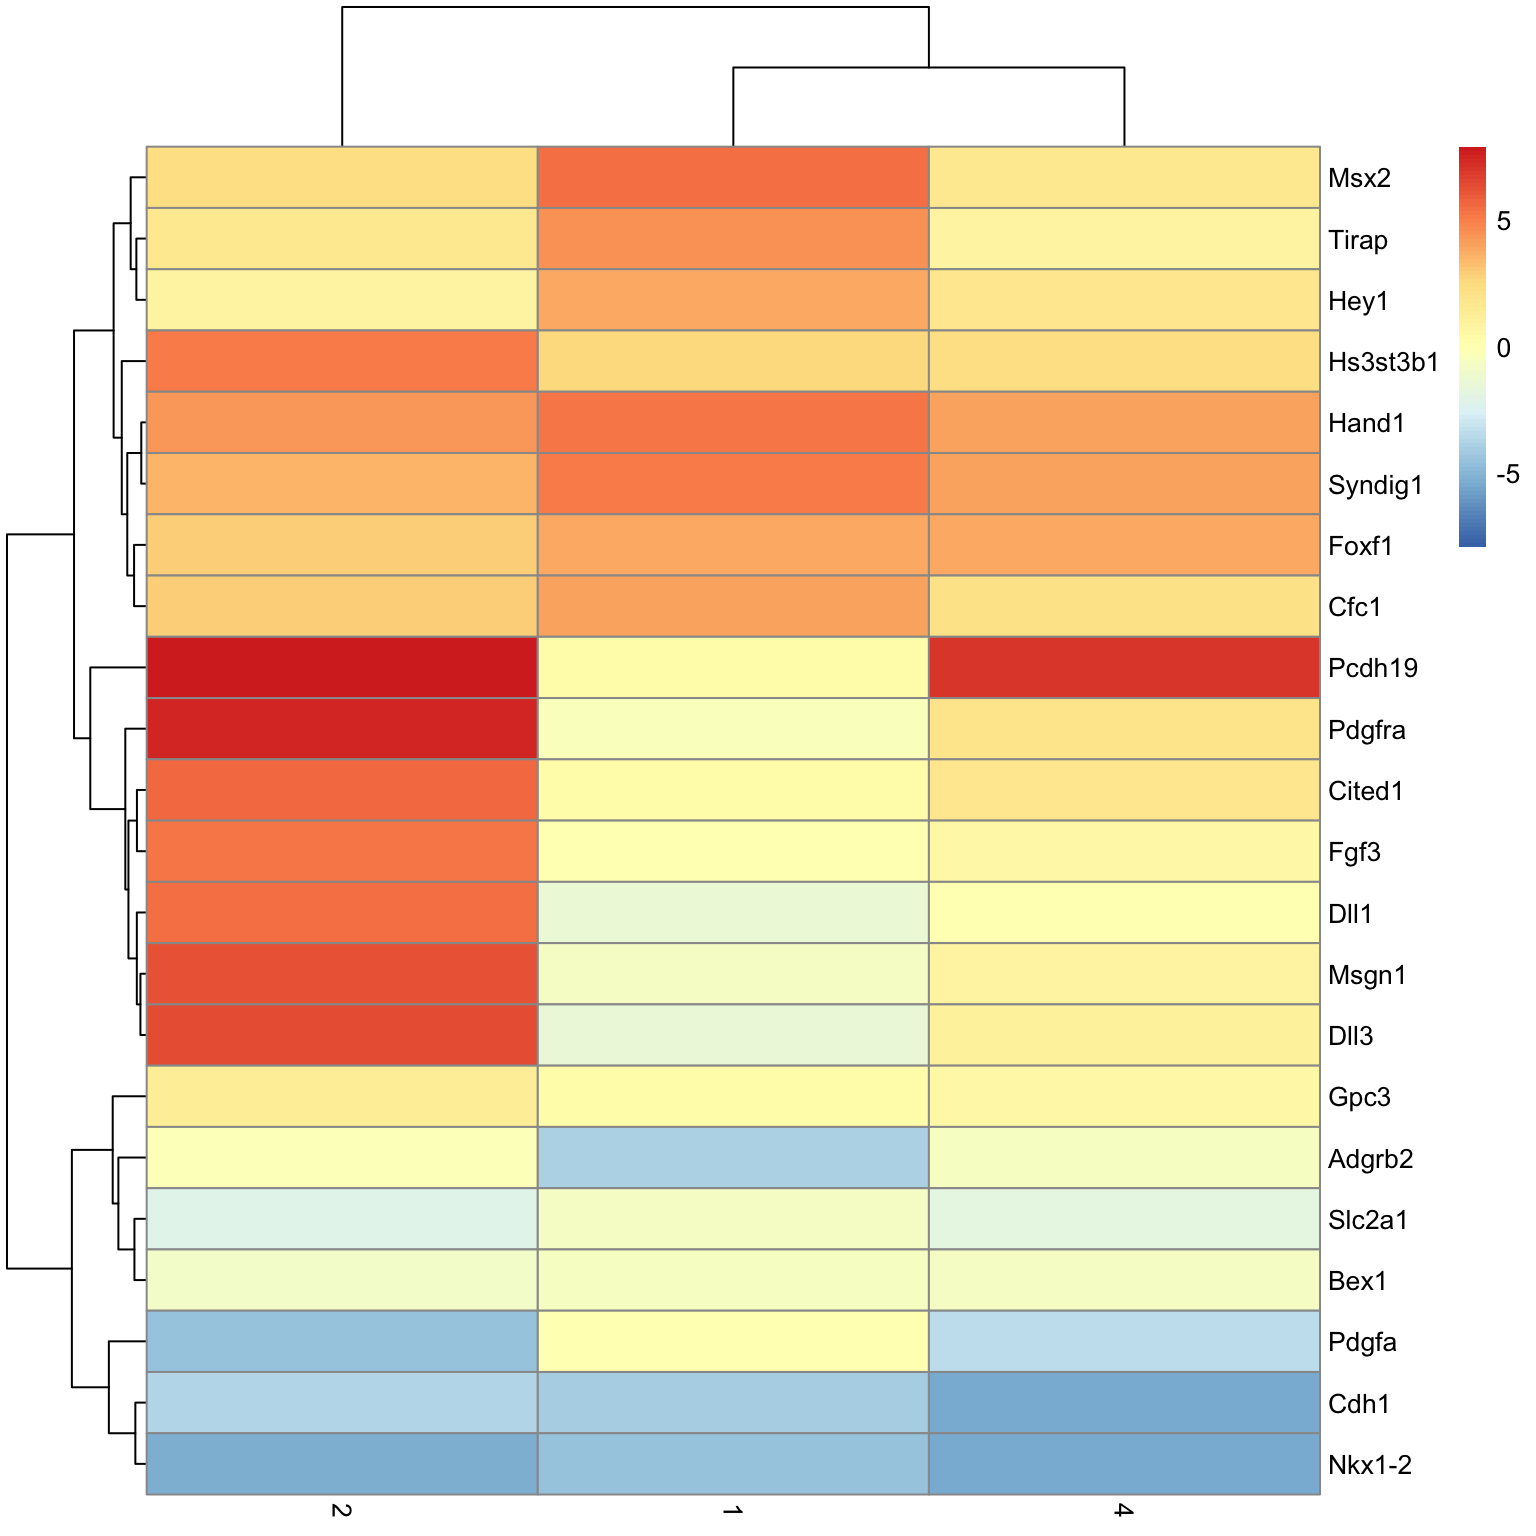 Msx2
Tirap
Hey1
Hs3st3b1
Hand1
Syndig1
Foxf1
Cfc1
Pcdh19
Pdgfra
Cited1
Fgf3
Dll1
Msgn1
Dll3
Gpc3
Adgrb2
Slc2a1
Bex1
Pdgfa
Cdh1
Nkx1-2
5
0
-5
2
1
4